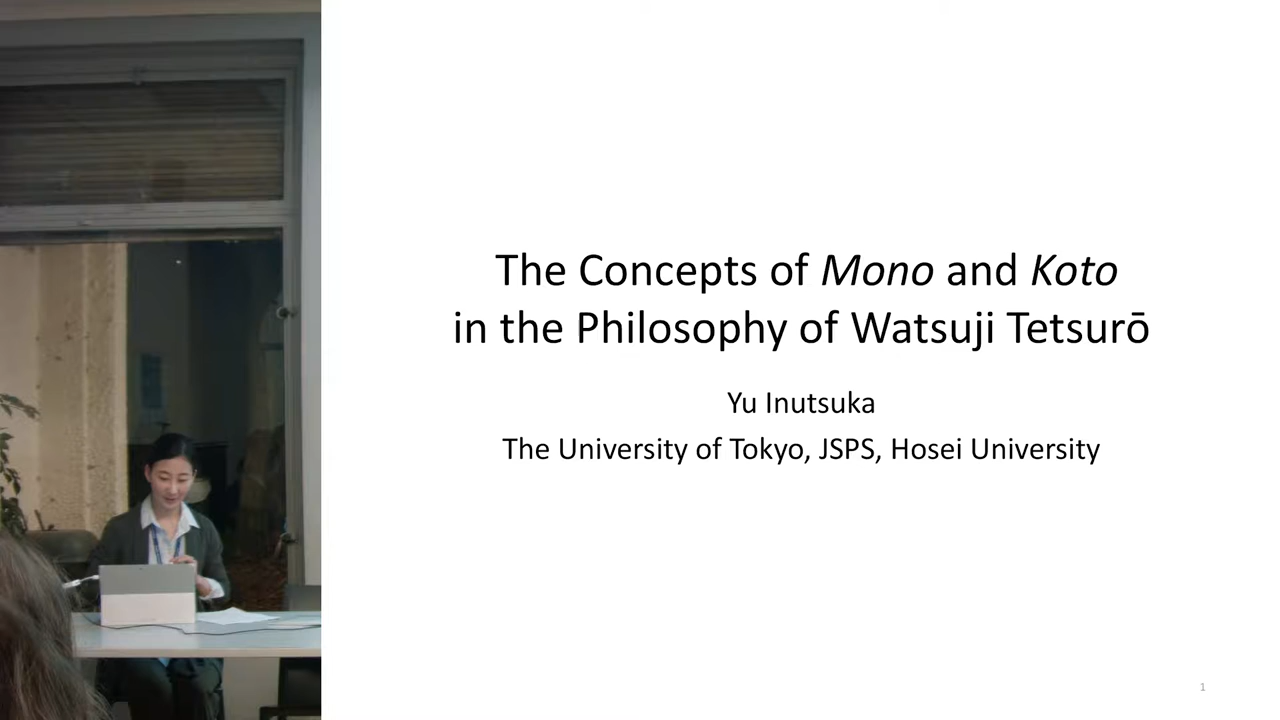 The Concepts of Mono and Koto
in the Philosophy of Watsuji Tetsurō
Yu Inutsuka
The University of Tokyo, JSPS, Hosei University
1